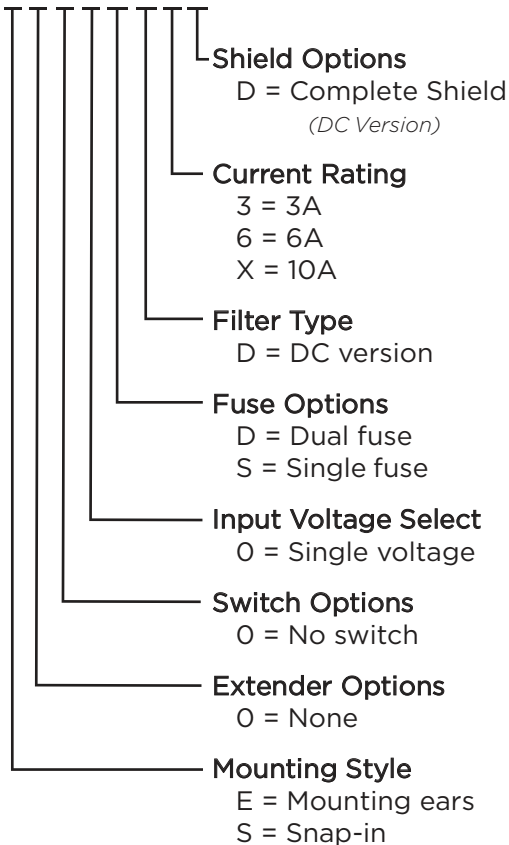 Shield Options
D = Complete Shield
(DC Version)
Current Rating
3 = 3A
6 = 6A
X = 10A
Filter Type
D = DC version
Fuse Options
D = Dual fuse
S = Single fuse
Input Voltage Select
0 = Single voltage
Switch Options
0 = No switch
Extender Options
0 = None
Mounting Style
E = Mounting ears
S = Snap-in